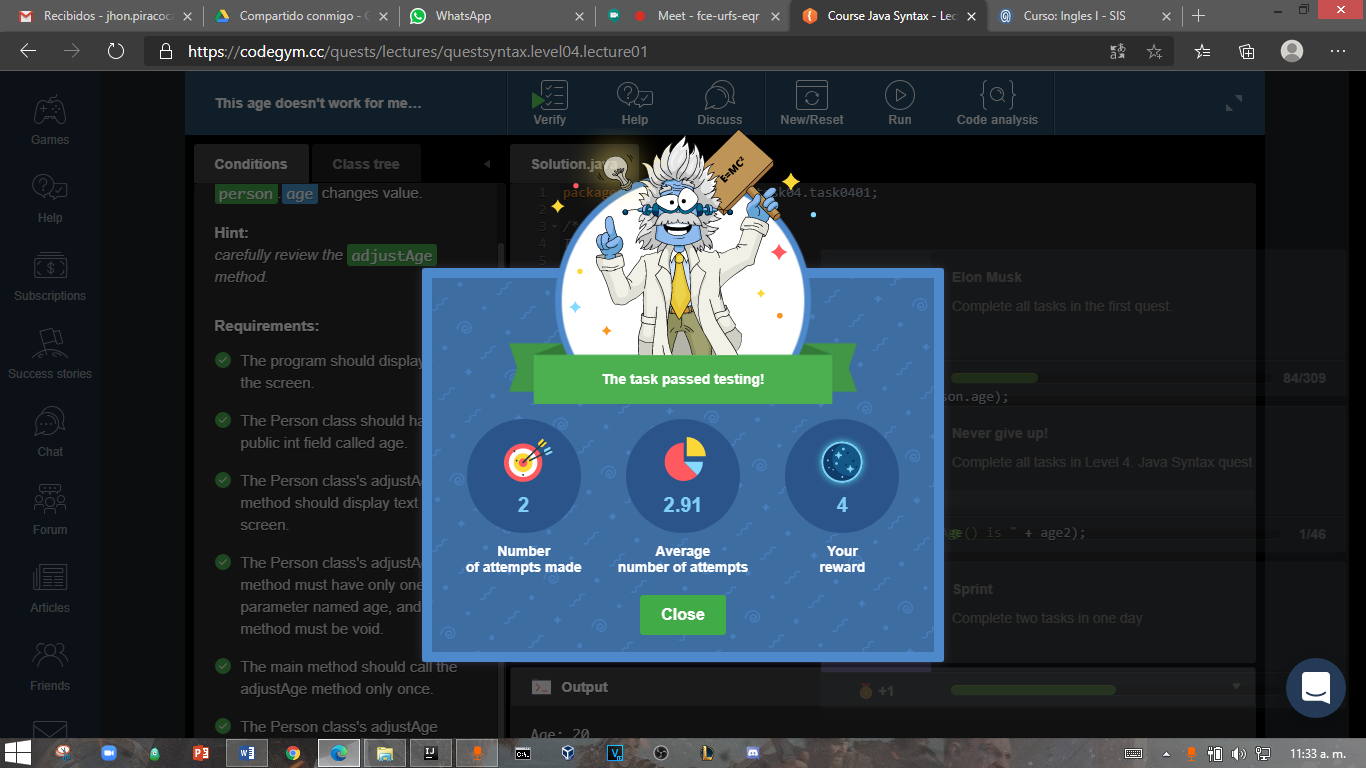 Recibidos - jhon.piracoca
Compartido conmigo - G
WhatsApp
Meet - fce-urfs-eqr
Course Java Syntax - Lec
Curso: Ingles I - SIS
https://codegym.cc/quests/lectures/questsyntax.level04.lecture01
This age doesn't work for me…
Verify
Help
Discuss
New/Reset
Run
Code analysis
Games
Help
Subscriptions
Success stories
Chat
Forum
Articles
Friends
Conditions
Class tree
person.age changes value.
Hint:
carefully review the adjustAge
method.
Requirements:
The program should display
the screen.
The Person class should ha
public int field called age.
The Person class's adjustA
method should display text
screen.
The Person class's adjustA
method must have only one
parameter named age, and
method must be void.
The main method should call the
adjustAge method only once.
The Person class's adjustAge
Solution.java
1 package
k04.task0401;
2
3 /*
4
5
son.age);
ge() is " + age2);
E=MC²
The task passed testing!
2
Number
of attempts made
2.91
Average
number of attempts
4
Your
reward
Close
Elon Musk
Complete all tasks in the first quest.
84/309
Never give up!
Complete all tasks in Level 4. Java Syntax quest
1/46
Sprint
Complete two tasks in one day
+1
Output
Age: 20
11:33 a. m.